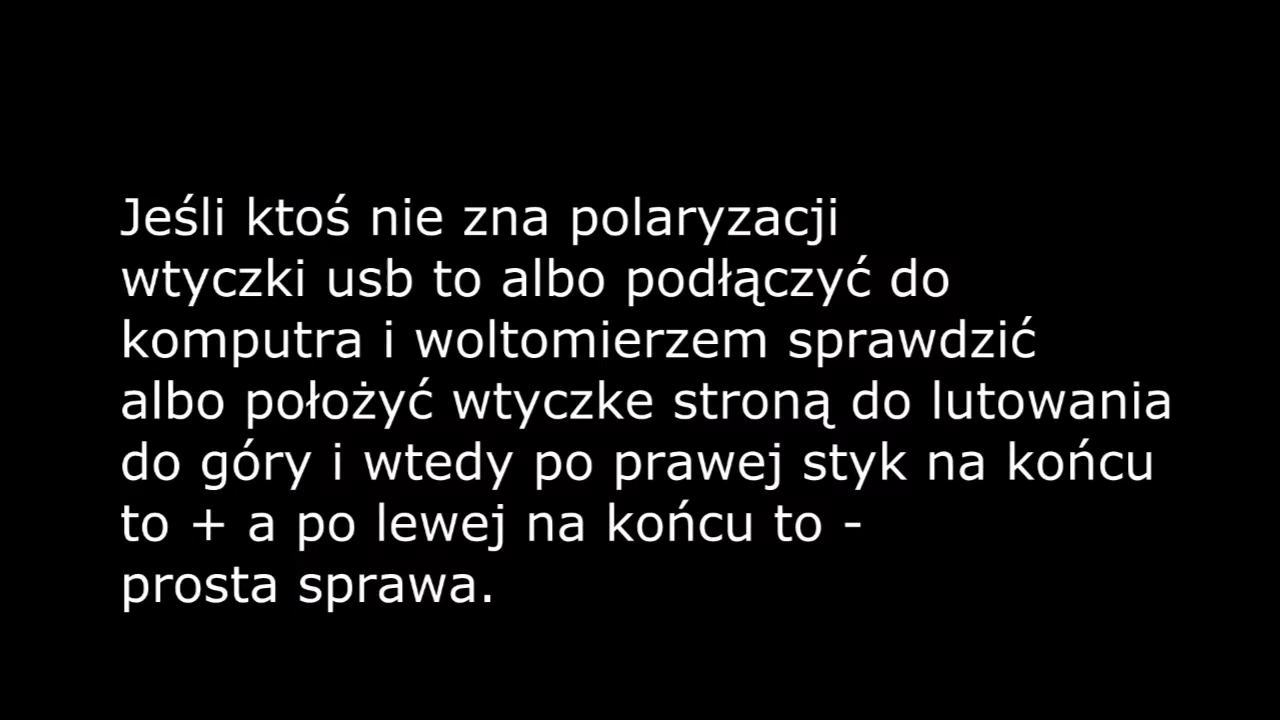 Jeśli ktoś nie zna polaryzacji
wtyczki usb to albo podłączyć do
komputra i woltomierzem sprawdzić
albo położyć wtyczke stroną do lutowania
do góry i wtedy po prawej styk na końcu
to + a po lewej na końcu to -
prosta sprawa.